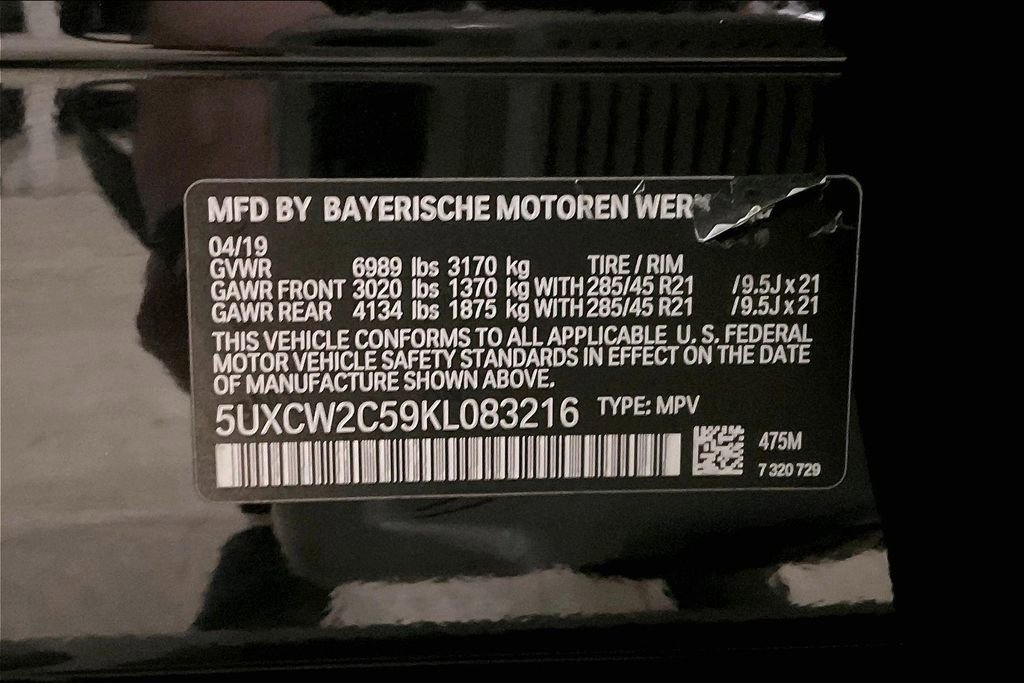 MFD BY BAYERISCHE MOTOREN
04/19
GVWR 6989 lbs 3170 kg TIRE / RIM
GAWR FRONT 3020 lbs 1370 kg WITH 285/45 R21 /9.5J x 21
GAWR REAR 4134 lbs 1875 kg WITH 285/45 R21 /9.5J x 21
THIS VEHICLE CONFORMS TO ALL APPLICABLE U. S. FEDERAL
MOTOR VEHICLE SAFETY STANDARDS IN EFFECT ON THE DATE
OF MANUFACTURE SHOWN ABOVE.
5UXCW2C59KL083216 TYPE: MPV
475M
7 320 729